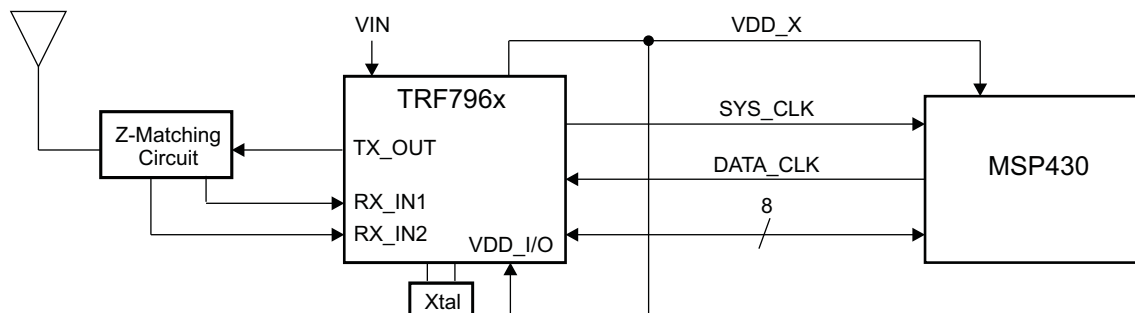 VIN
VDD_X
TRF796x
SYS_CLK
Z-Matching
Circuit
TX_OUT
DATA_CLK
MSP430
RX_IN1
8
RX_IN2
VDD_I/O
Xtal